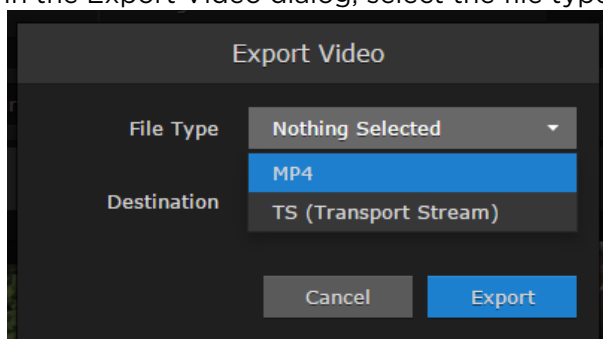 in the Export Video dialog, select the file type
Export Video
File Type
Nothing Selected
MP4
Destination
TS (Transport Stream)
Cancel
Export